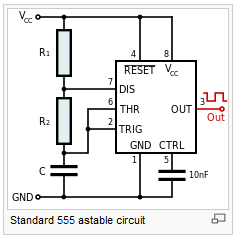 Vcc
R1
4
8
RESET
Vcc
7
DIS
R2
6
THR
OUT
3
Out
2
TRIG
GND
CTRL
C
1
5
10nF
GND
Standard 555 astable circuit